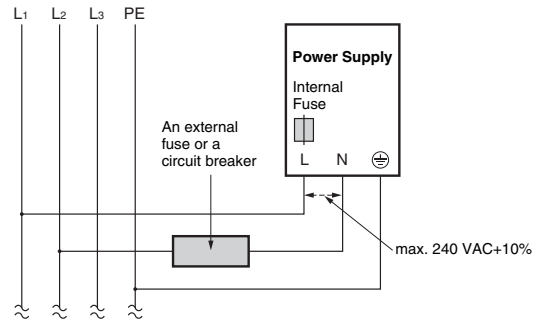 L1 L2 L3 PE
Power Supply
Internal
Fuse
L N
An external
fuse or a
circuit breaker
max. 240 VAC+10%